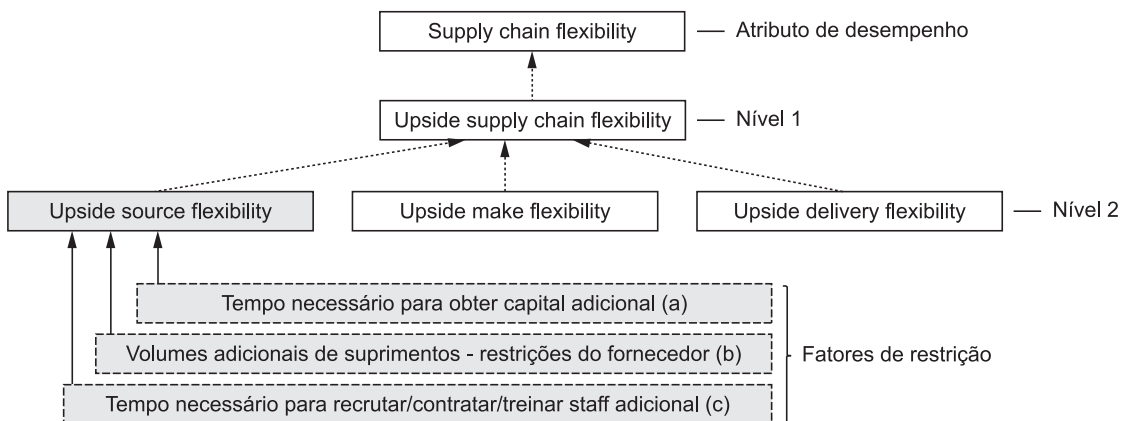 Supply chain flexibility
Atributo de desempenho
Upside supply chain flexibility
Nível 1
Upside source flexibility
Upside make flexibility
Upside delivery flexibility
Nível 2
Tempo necessário para obter capital adicional (a)
Volumes adicionais de suprimentos - restrições do fornecedor (b)
Fatores de restrição
Tempo necessário para recrutar/contratar/treinar staff adicional (c)